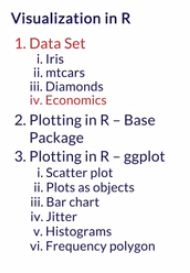 Visualization in R
1. Data Set
i. Iris
ii. mtcars
iii. Diamonds
iv. Economics
2. Plotting in R – Base
Package
3. Plotting in R – ggplot
i. Scatter plot
ii. Plots as objects
iii. Bar chart
iv. Jitter
v. Histograms
vi. Frequency polygon